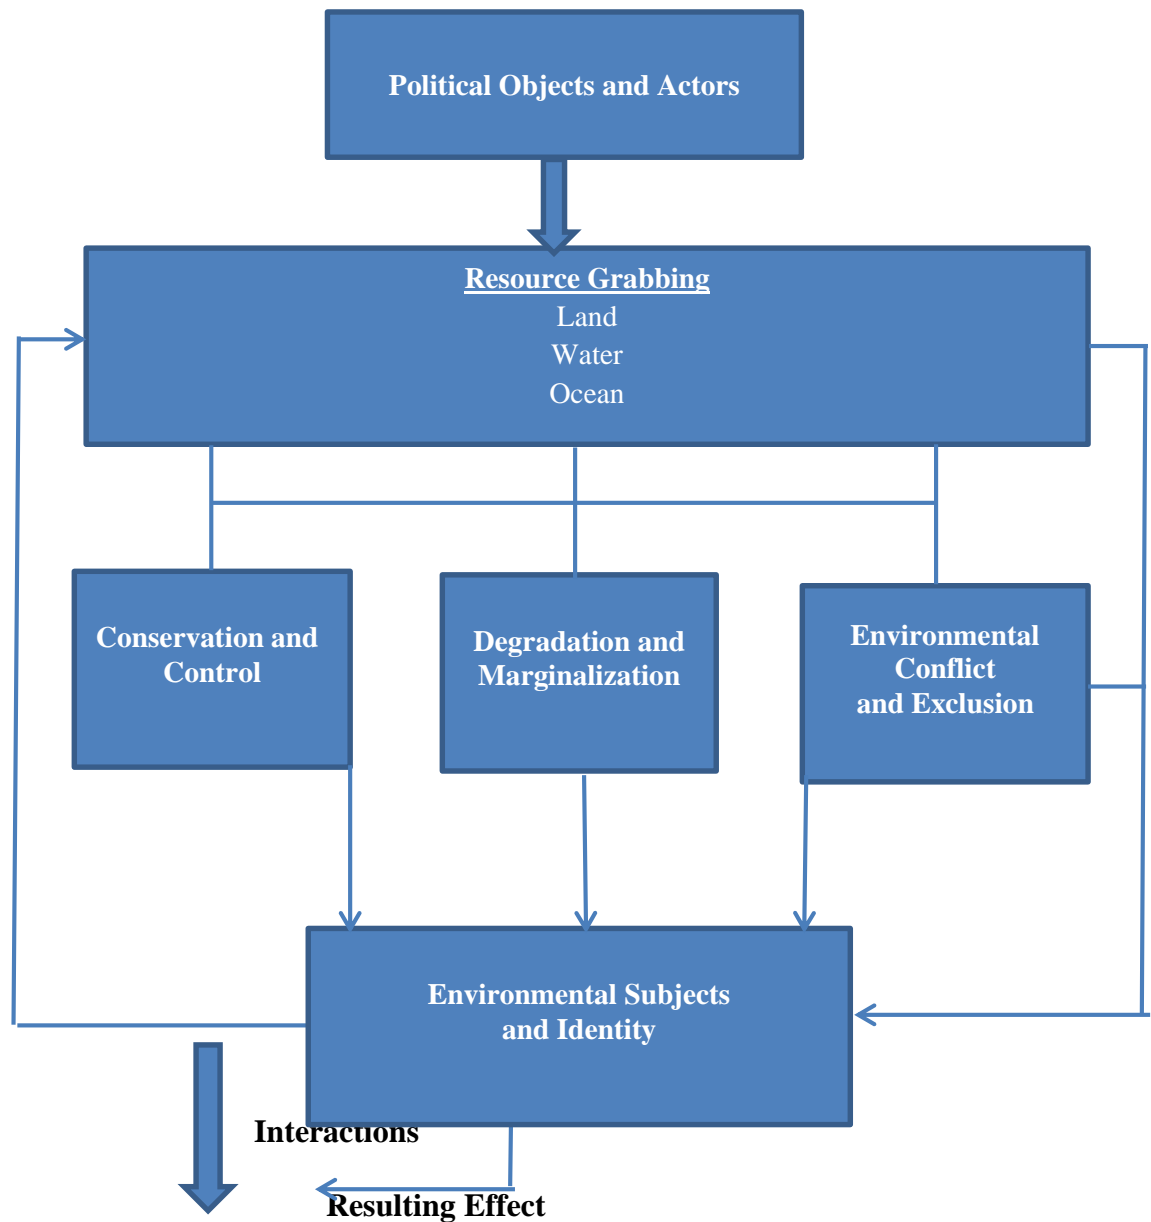 Political Objects and Actors
Resource Grabbing
Land
Water
Ocean
Conservation and
Control
Degradation and
Marginalization
Environmental
Conflict
and Exclusion
Environmental Subjects
and Identity
Interactions
Resulting Effect